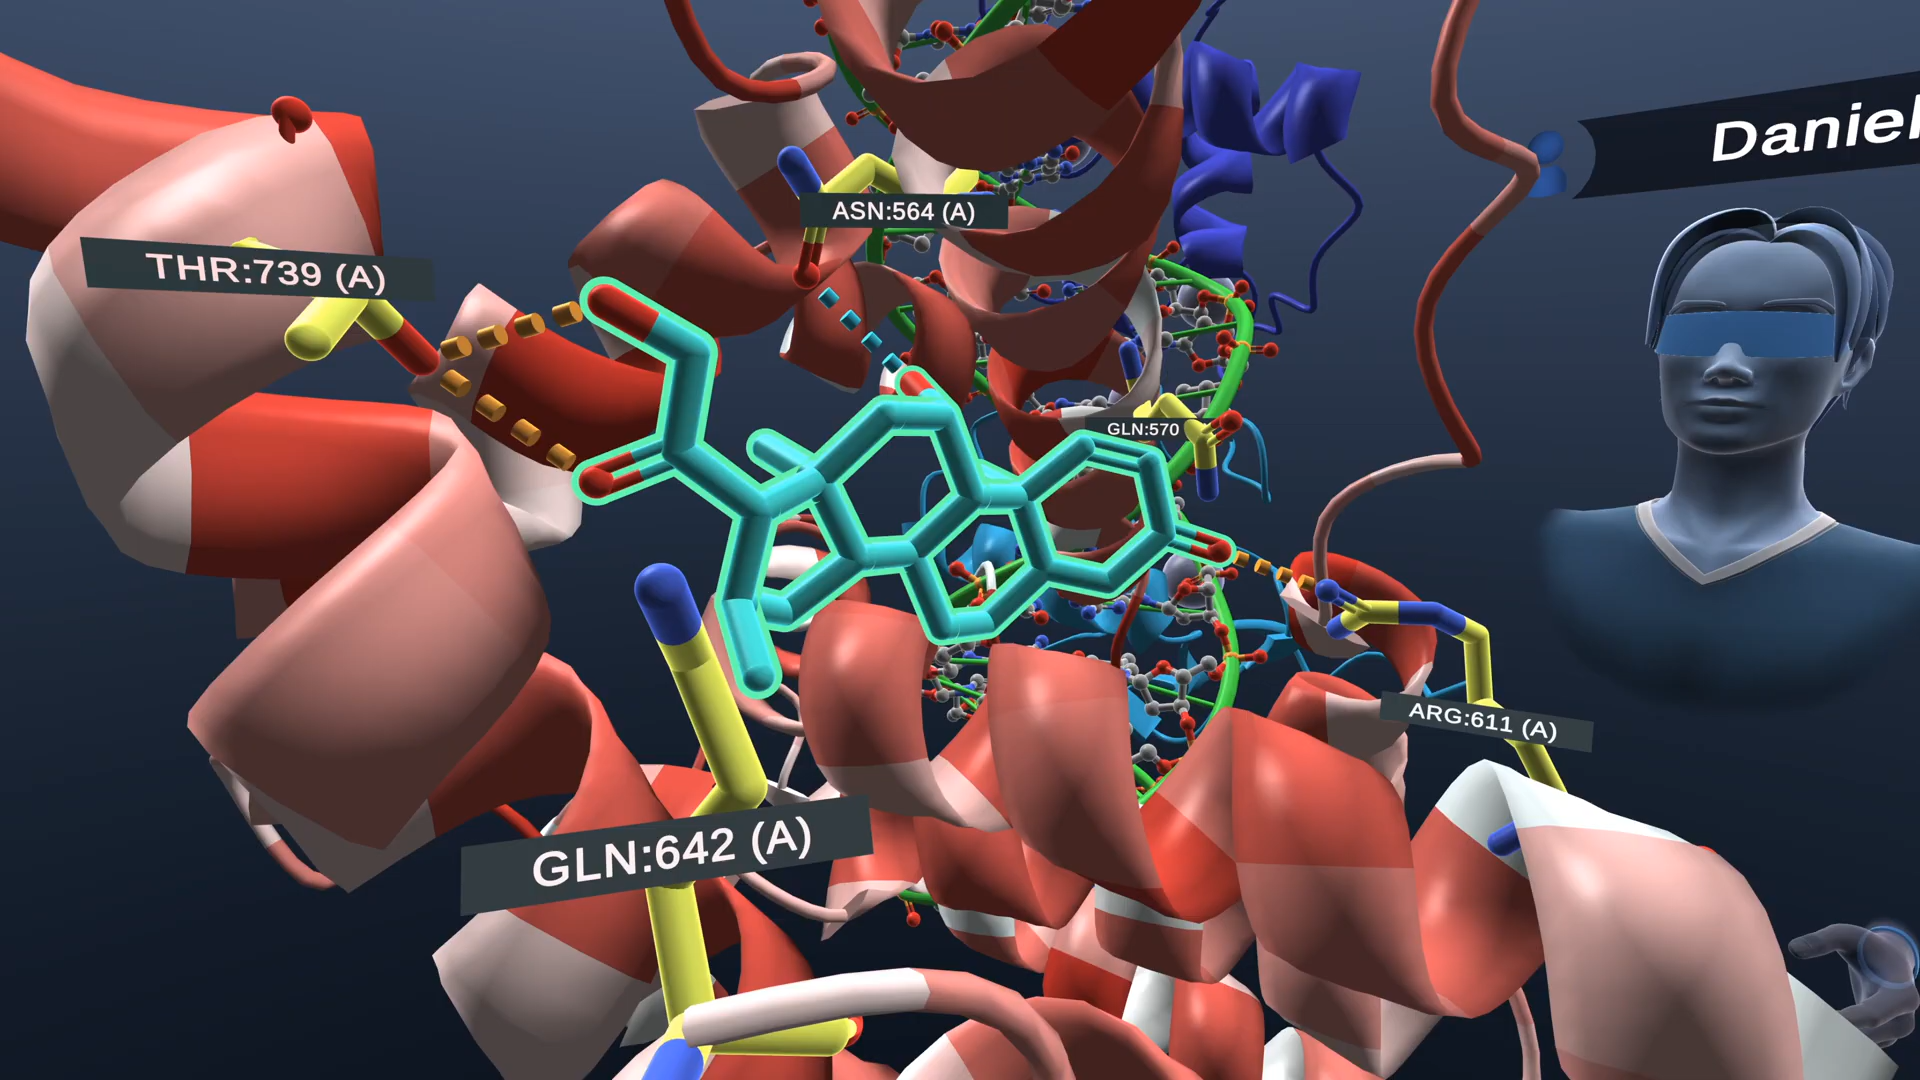 Daniel
ASN:564 (A)
THR:739 (A)
GLN:570
ARG:611 (A)
GLN:642 (A)